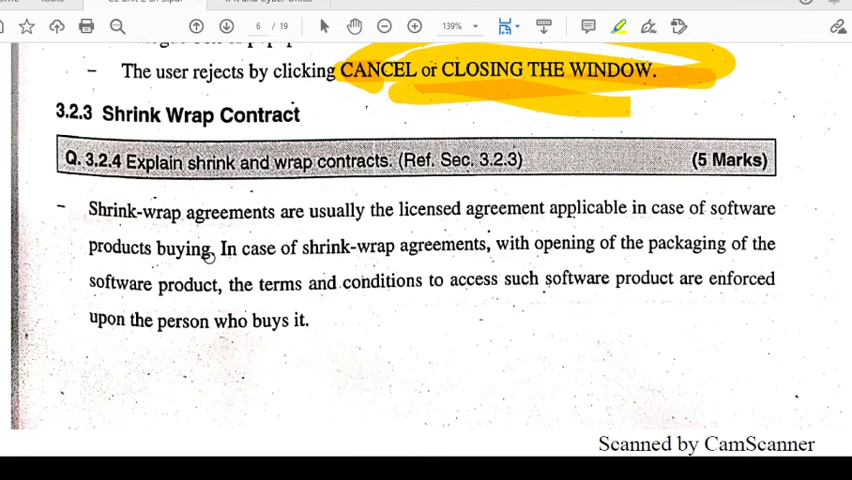 6 / 19
139%
The user rejects by clicking CANCEL or CLOSING THE WINDOW.
3.2.3 Shrink Wrap Contract
Q. 3.2.4 Explain shrink and wrap contracts. (Ref. Sec. 3.2.3) (5 Marks)
- Shrink-wrap agreements are usually the licensed agreement applicable in case of software
products buying. In case of shrink-wrap agreements, with opening of the packaging of the
software product, the terms and conditions to access such software product are enforced
upon the person who buys it.
Scanned by CamScanner